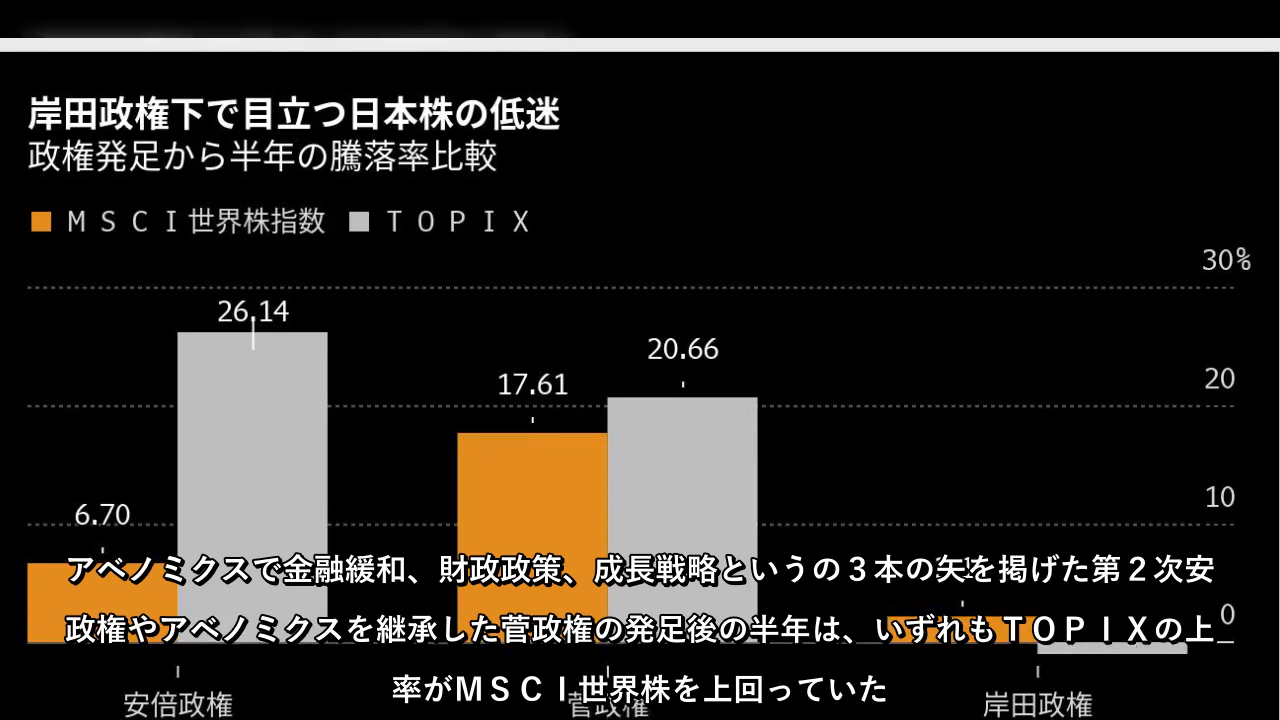 岸田政権下で目立つ日本株の低迷
政権発足から半年の騰落率比較
ＭＳＣＩ世界株指数 ＴＯＰＩＸ
30%
26.14
20.66
17.61
20
6.70
10
アベノミクスで金融緩和、財政政策、成長戦略というの３本の矢を掲げた第２次安
政権やアベノミクスを継承した菅政権の発足後の半年は、いずれもＴＯＰＩＸの上
率がＭＳＣＩ世界株を上回っていた
0
安倍政権 菅政権 岸田政権